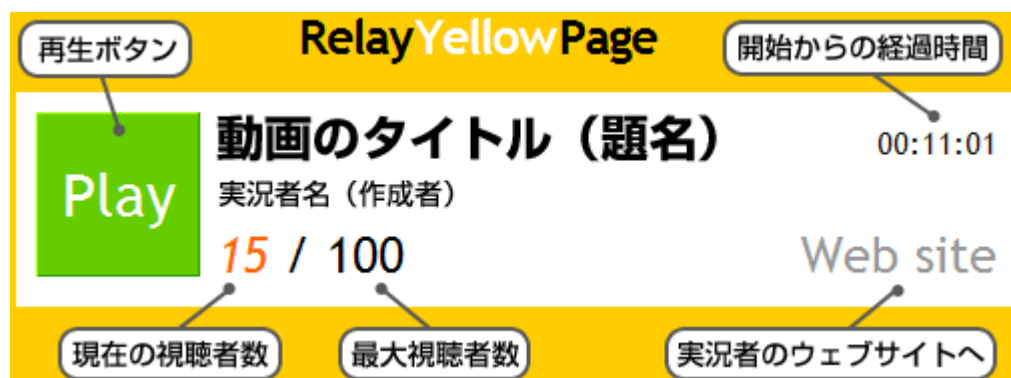 再生ボタン
RelayYellowPage
開始からの経過時間
Play
動画のタイトル（題名）
00:11:01
実況者名（作成者）
15 / 100
Web site
現在の視聴者数
最大視聴者数
実況者のウェブサイトへ